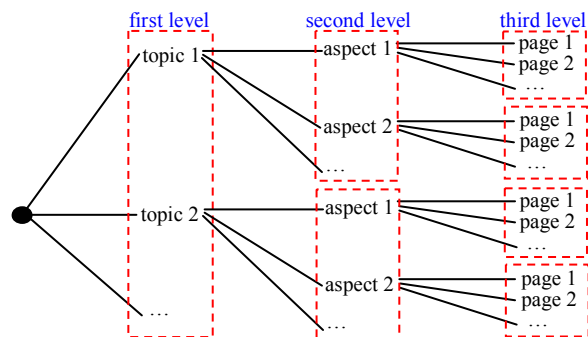 first level second level third level
topic 1 aspect 1 page 1
page 2
...
aspect 2 page 1
page 2
... ...
topic 2 aspect 1 page 1
page 2
...
aspect 2 page 1
page 2
... ... ...